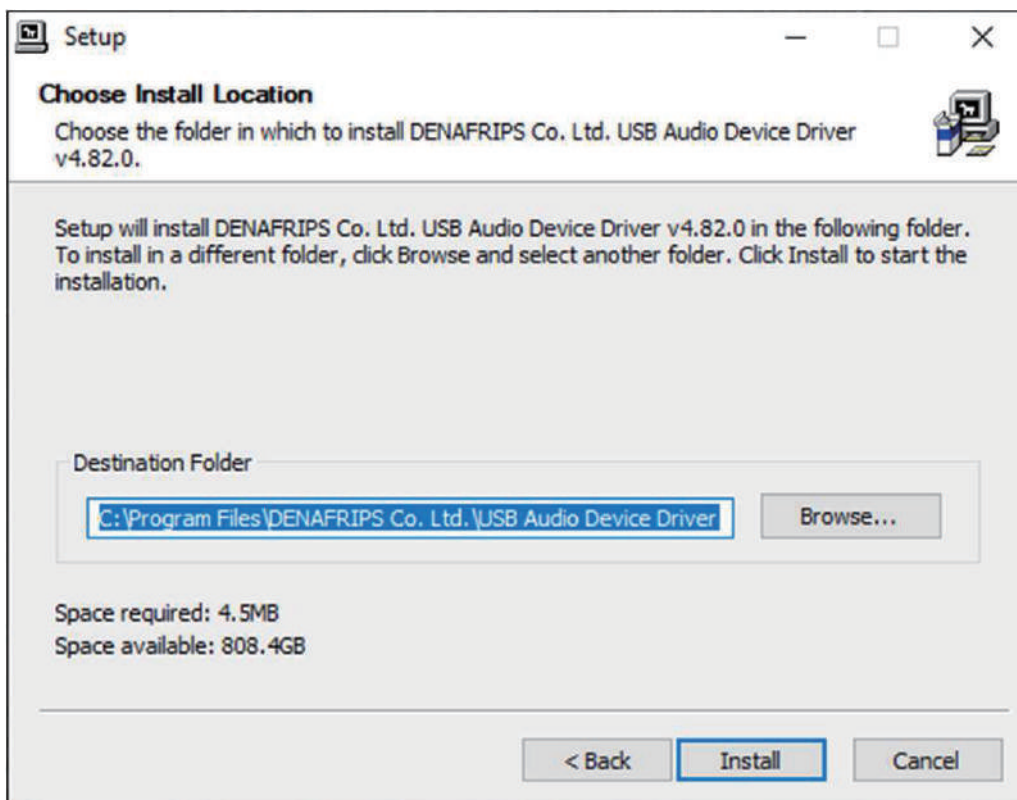 Setup
Choose Install Location
Choose the folder in which to install DENAFRIPS Co. Ltd. USB Audio Device Driver
v4.82.0.
Setup will install DENAFRIPS Co. Ltd. USB Audio Device Driver v4.82.0 in the following folder.
To install in a different folder, click Browse and select another folder. Click Install to start the
installation.
Destination Folder
C:\Program Files\DENAFRIPS Co. Ltd.\USB Audio Device Driver
Browse...
Space required: 4.5MB
Space available: 808.4GB
< Back
Install
Cancel